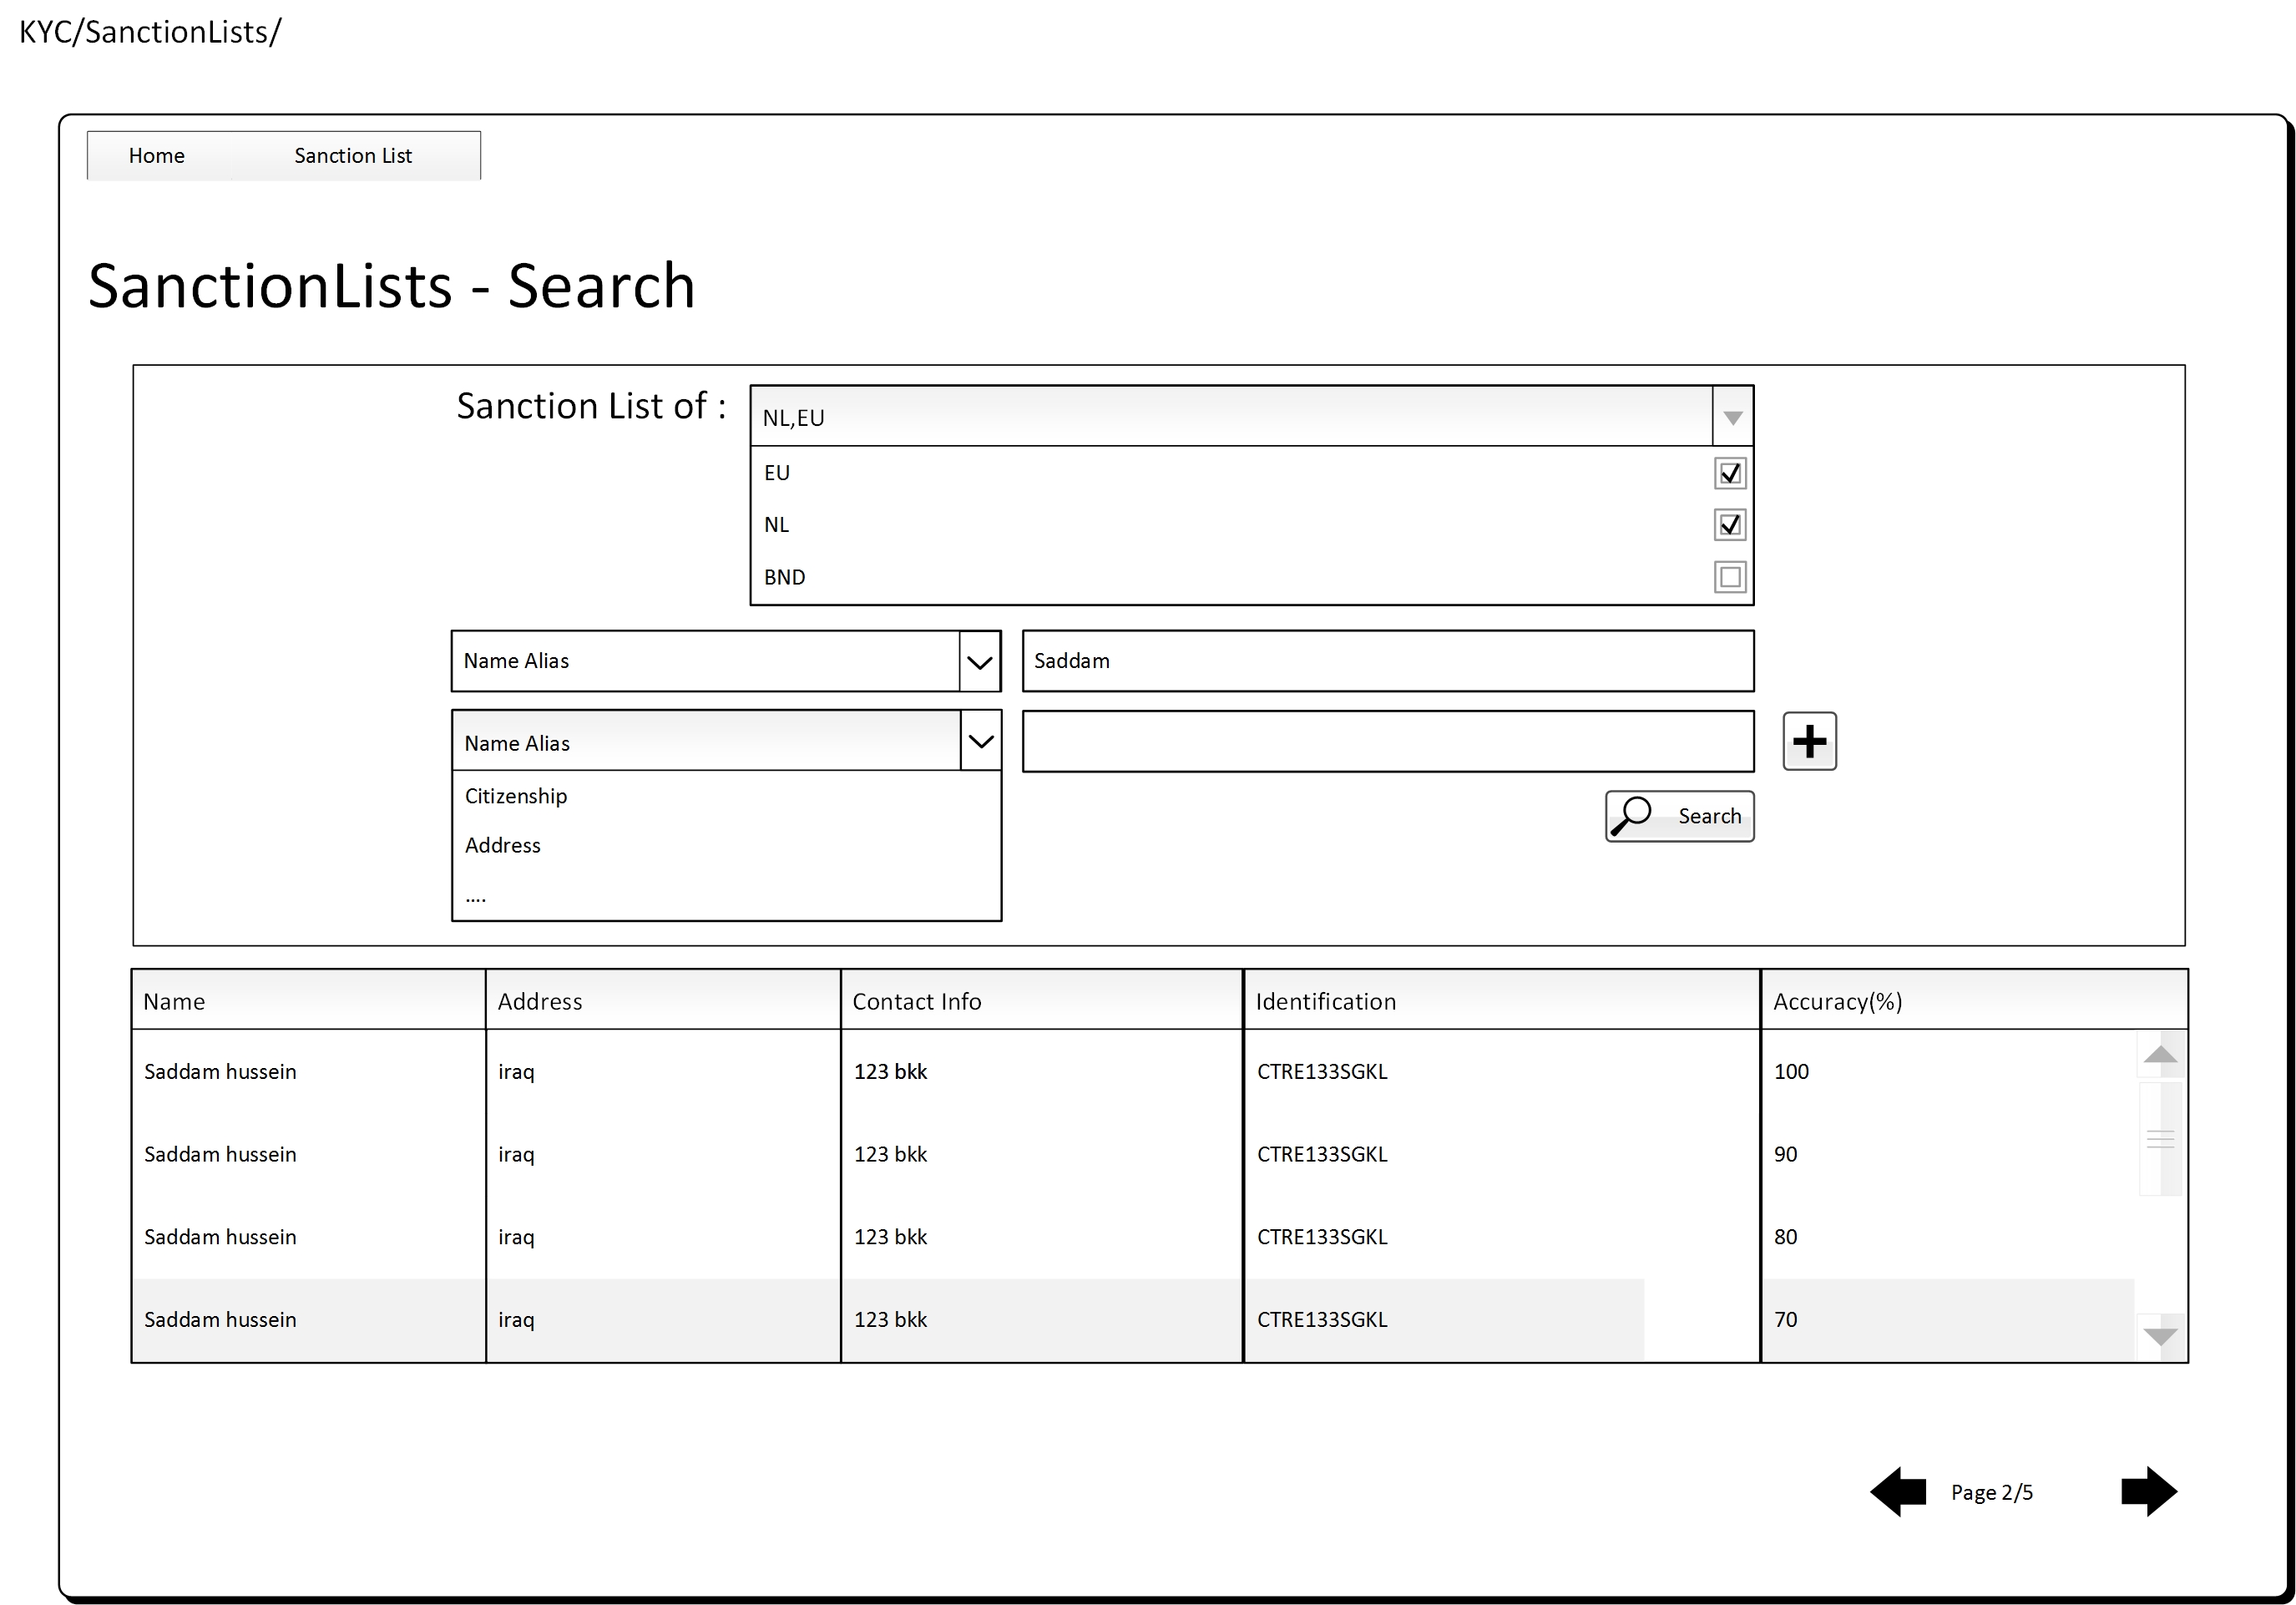 KYC/SanctionLists/
Home Sanction List
SanctionLists - Search
Sanction List of : NL,EU
EU
NL
BND
Name Alias Saddam
Name Alias
Citizenship
Address
....
Search
Name Address Contact Info Identification Accuracy(%)
Saddam hussein iraq 123 bkk CTRE133SGKL 100
Saddam hussein iraq 123 bkk CTRE133SGKL 90
Saddam hussein iraq 123 bkk CTRE133SGKL 80
Saddam hussein iraq 123 bkk CTRE133SGKL 70
Page 2/5